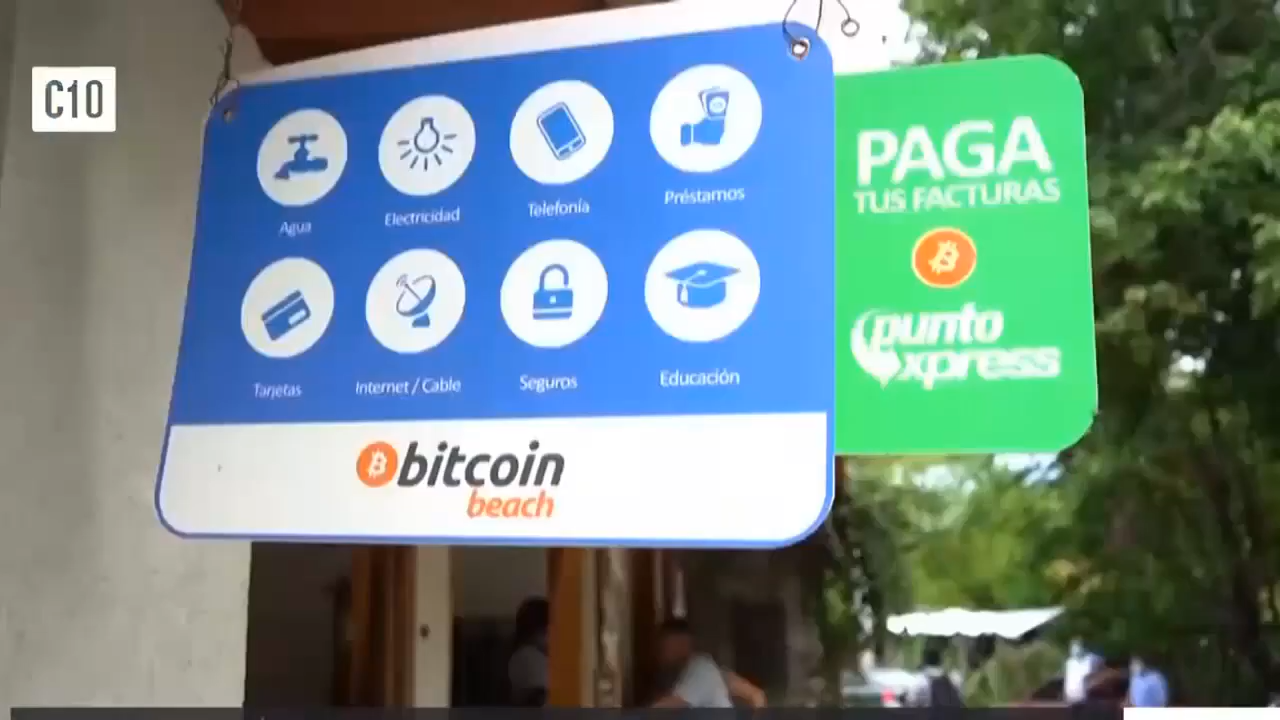 C10
Agua
Electricidad
Telefonía
Préstamos
Tarjetas
Internet / Cable
Seguros
Educación
bitcoin
beach
PAGA
TUS FACTURAS
punto
xpress